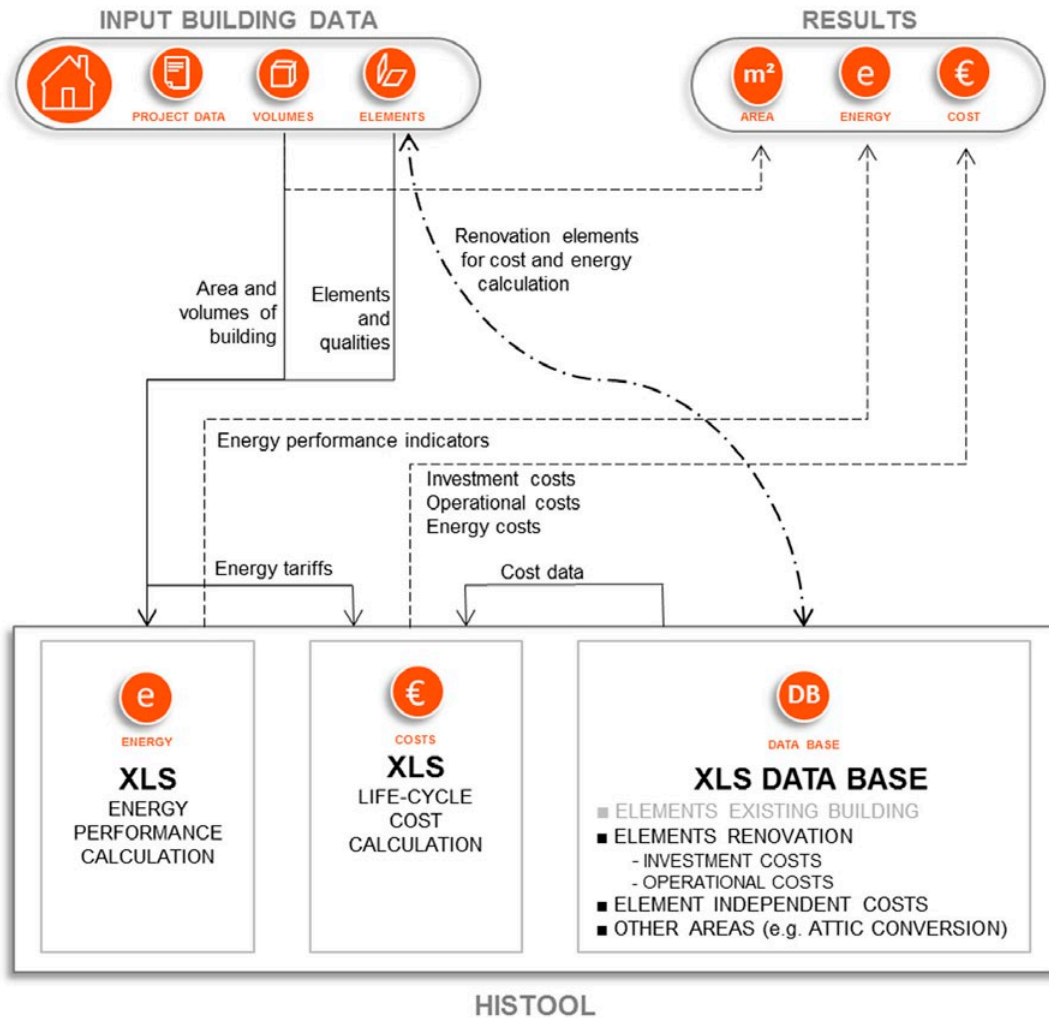 INPUT BUILDING DATA
RESULTS
PROJECT DATA
VOLUMES
ELEMENTS
m²
AREA
e
ENERGY
€
COST
Renovation elements
for cost and energy
calculation
Area and
volumes of
building
Elements
and
qualities
Energy performance indicators
Investment costs
Operational costs
Energy costs
Energy tariffs
Cost data
e
ENERGY
XLS
ENERGY
PERFORMANCE
CALCULATION
€
COSTS
XLS
LIFE-CYCLE
COST
CALCULATION
DB
DATA BASE
XLS DATA BASE
■ ELEMENTS EXISTING BUILDING
■ ELEMENTS RENOVATION
- INVESTMENT COSTS
- OPERATIONAL COSTS
■ ELEMENT INDEPENDENT COSTS
■ OTHER AREAS (e.g. ATTIC CONVERSION)
HISTOOL